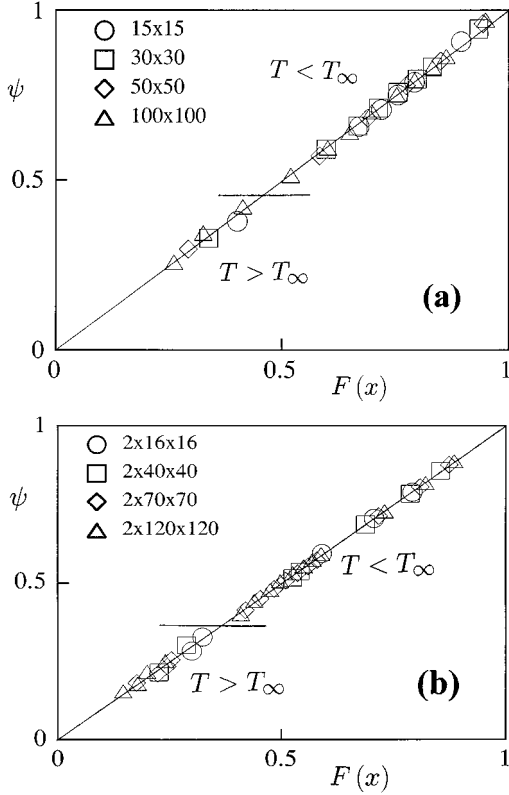 1
15x15
30x30
50x50
100x100
ψ
T < T∞
0.5
T > T∞
(a)
0
0
0.5
1
F(x)
1
2x16x16
2x40x40
2x70x70
2x120x120
ψ
T < T∞
0.5
T > T∞
(b)
0
0
0.5
1
F(x)